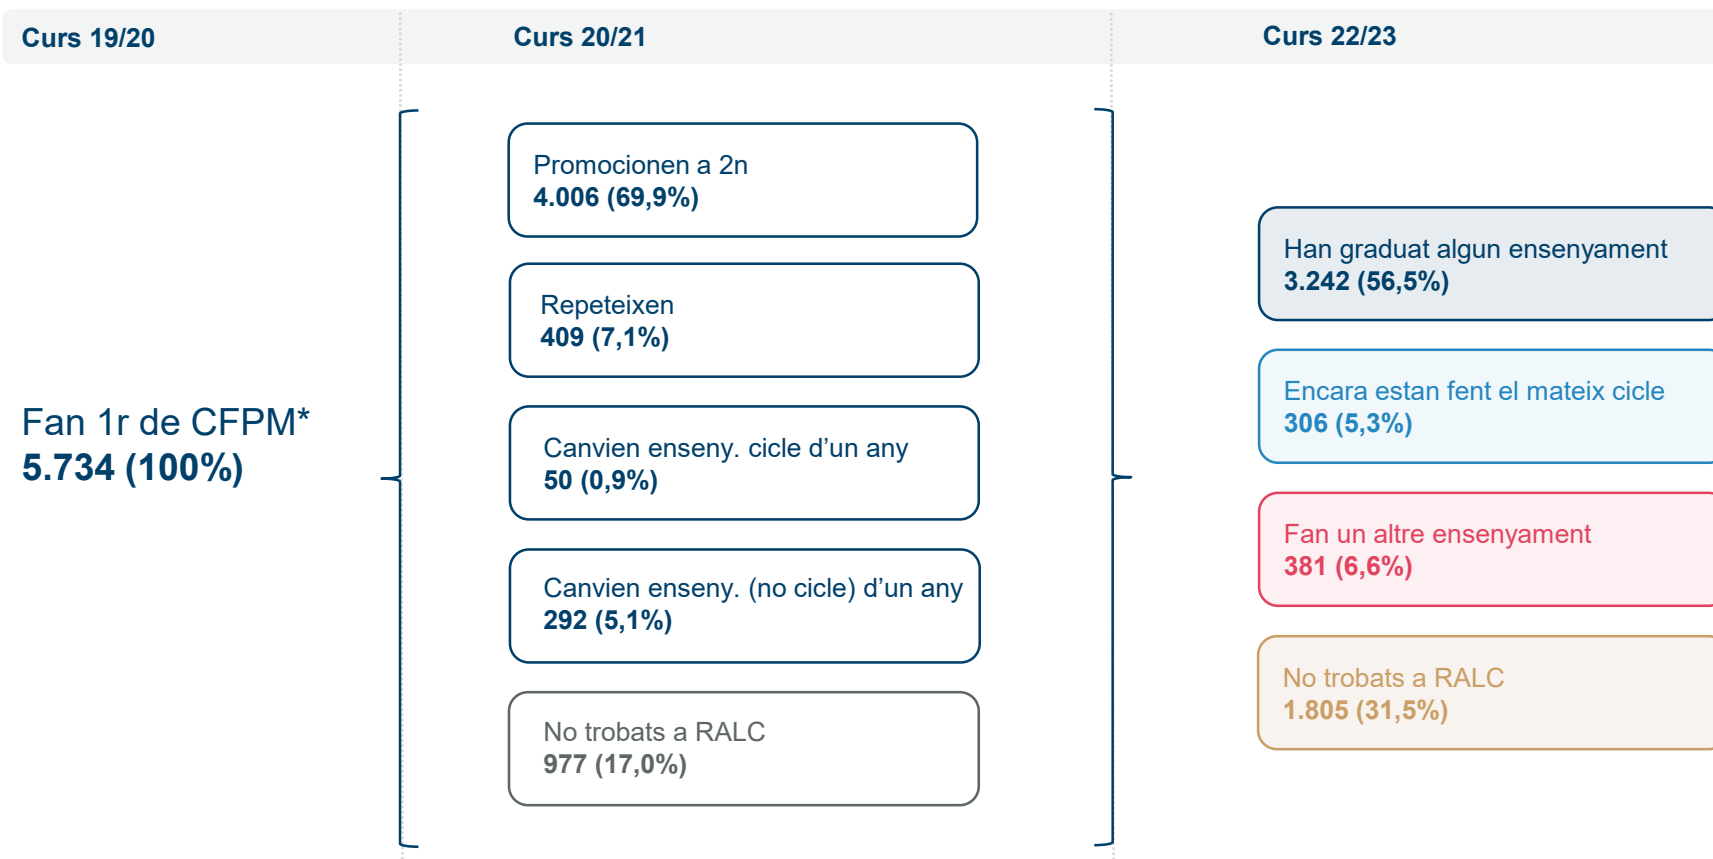 Curs 19/20
Curs 20/21
Curs 22/23
Fan 1r de CFPM*
5.734 (100%)
Promocionen a 2n
4.006 (69,9%)
Repeteixen
409 (7,1%)
Canvien enseny. cicle d’un any
50 (0,9%)
Canvien enseny. (no cicle) d’un any
292 (5,1%)
No trobats a RALC
977 (17,0%)
Han graduat algun ensenyament
3.242 (56,5%)
Encara estan fent el mateix cicle
306 (5,3%)
Fan un altre ensenyament
381 (6,6%)
No trobats a RALC
1.805 (31,5%)